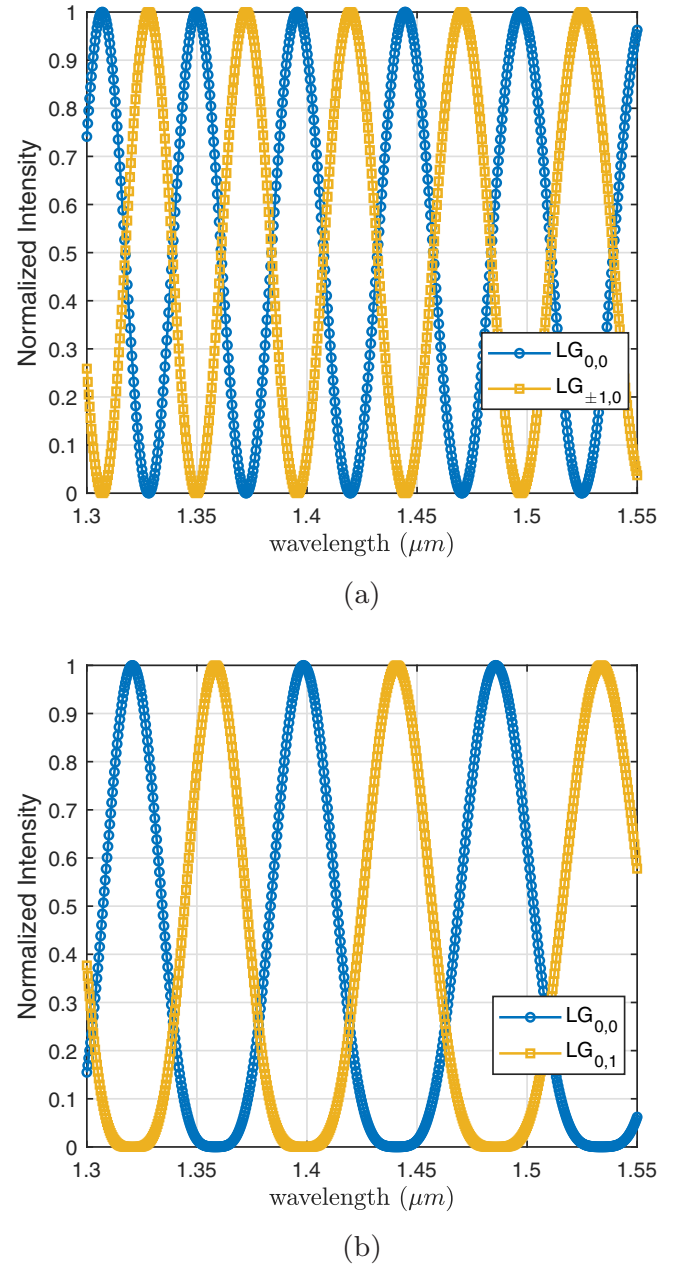 1
0.9
0.8
0.7
0.6
0.5
0.4
0.3
0.2
0.1
0
Normalized Intensity
LG0,0
LG±1,0
1.3 1.35 1.4 1.45 1.5 1.55
wavelength (μm)
(a)
1
0.9
0.8
0.7
0.6
0.5
0.4
0.3
0.2
0.1
0
Normalized Intensity
LG0,0
LG0,1
1.3 1.35 1.4 1.45 1.5 1.55
wavelength (μm)
(b)